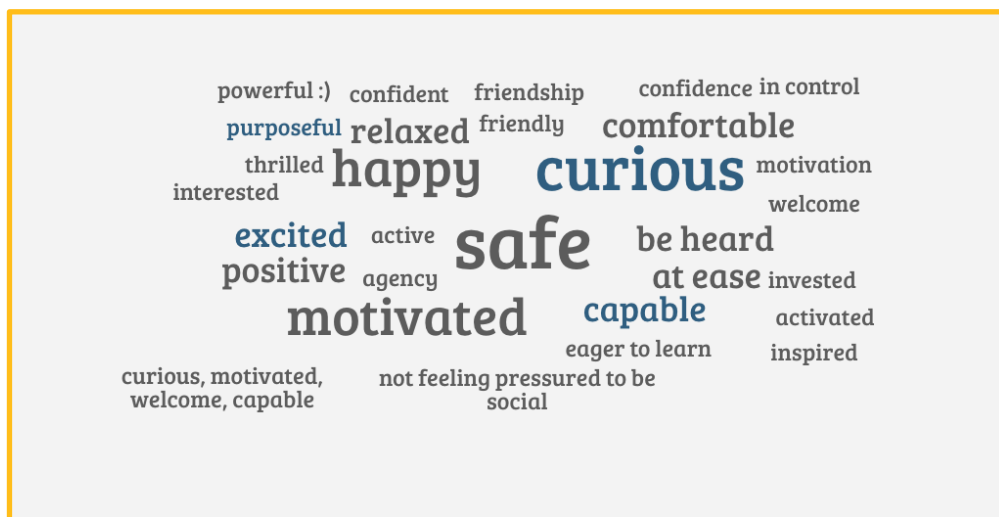 powerful :)
confident
friendship
confidence
in control
purposeful
relaxed
friendly
comfortable
thrilled
happy
curious
motivation
interested
welcome
excited
active
safe
be heard
positive
agency
at ease
invested
motivated
capable
activated
eager to learn
inspired
curious, motivated,
welcome, capable
not feeling pressured to be
social